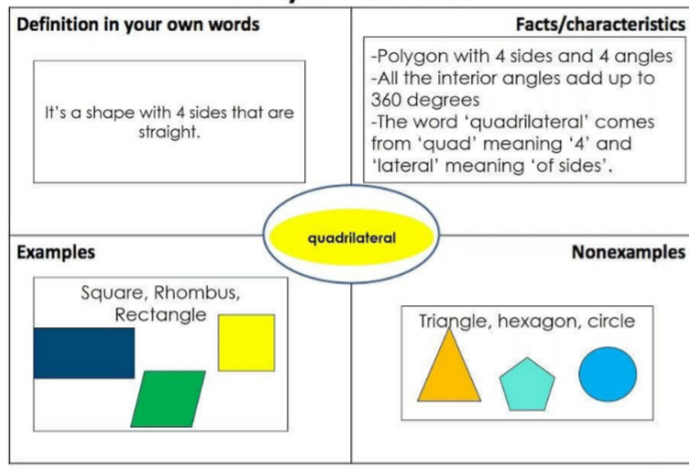 Definition in your own words
It's a shape with 4 sides that are
straight.
Facts/characteristics
-Polygon with 4 sides and 4 angles
-All the interior angles add up to
360 degrees
-The word 'quadrilateral' comes
from 'quad' meaning '4' and
'lateral' meaning 'of sides'.
quadrilateral
Examples
Square, Rhombus,
Rectangle
Nonexamples
Triangle, hexagon, circle